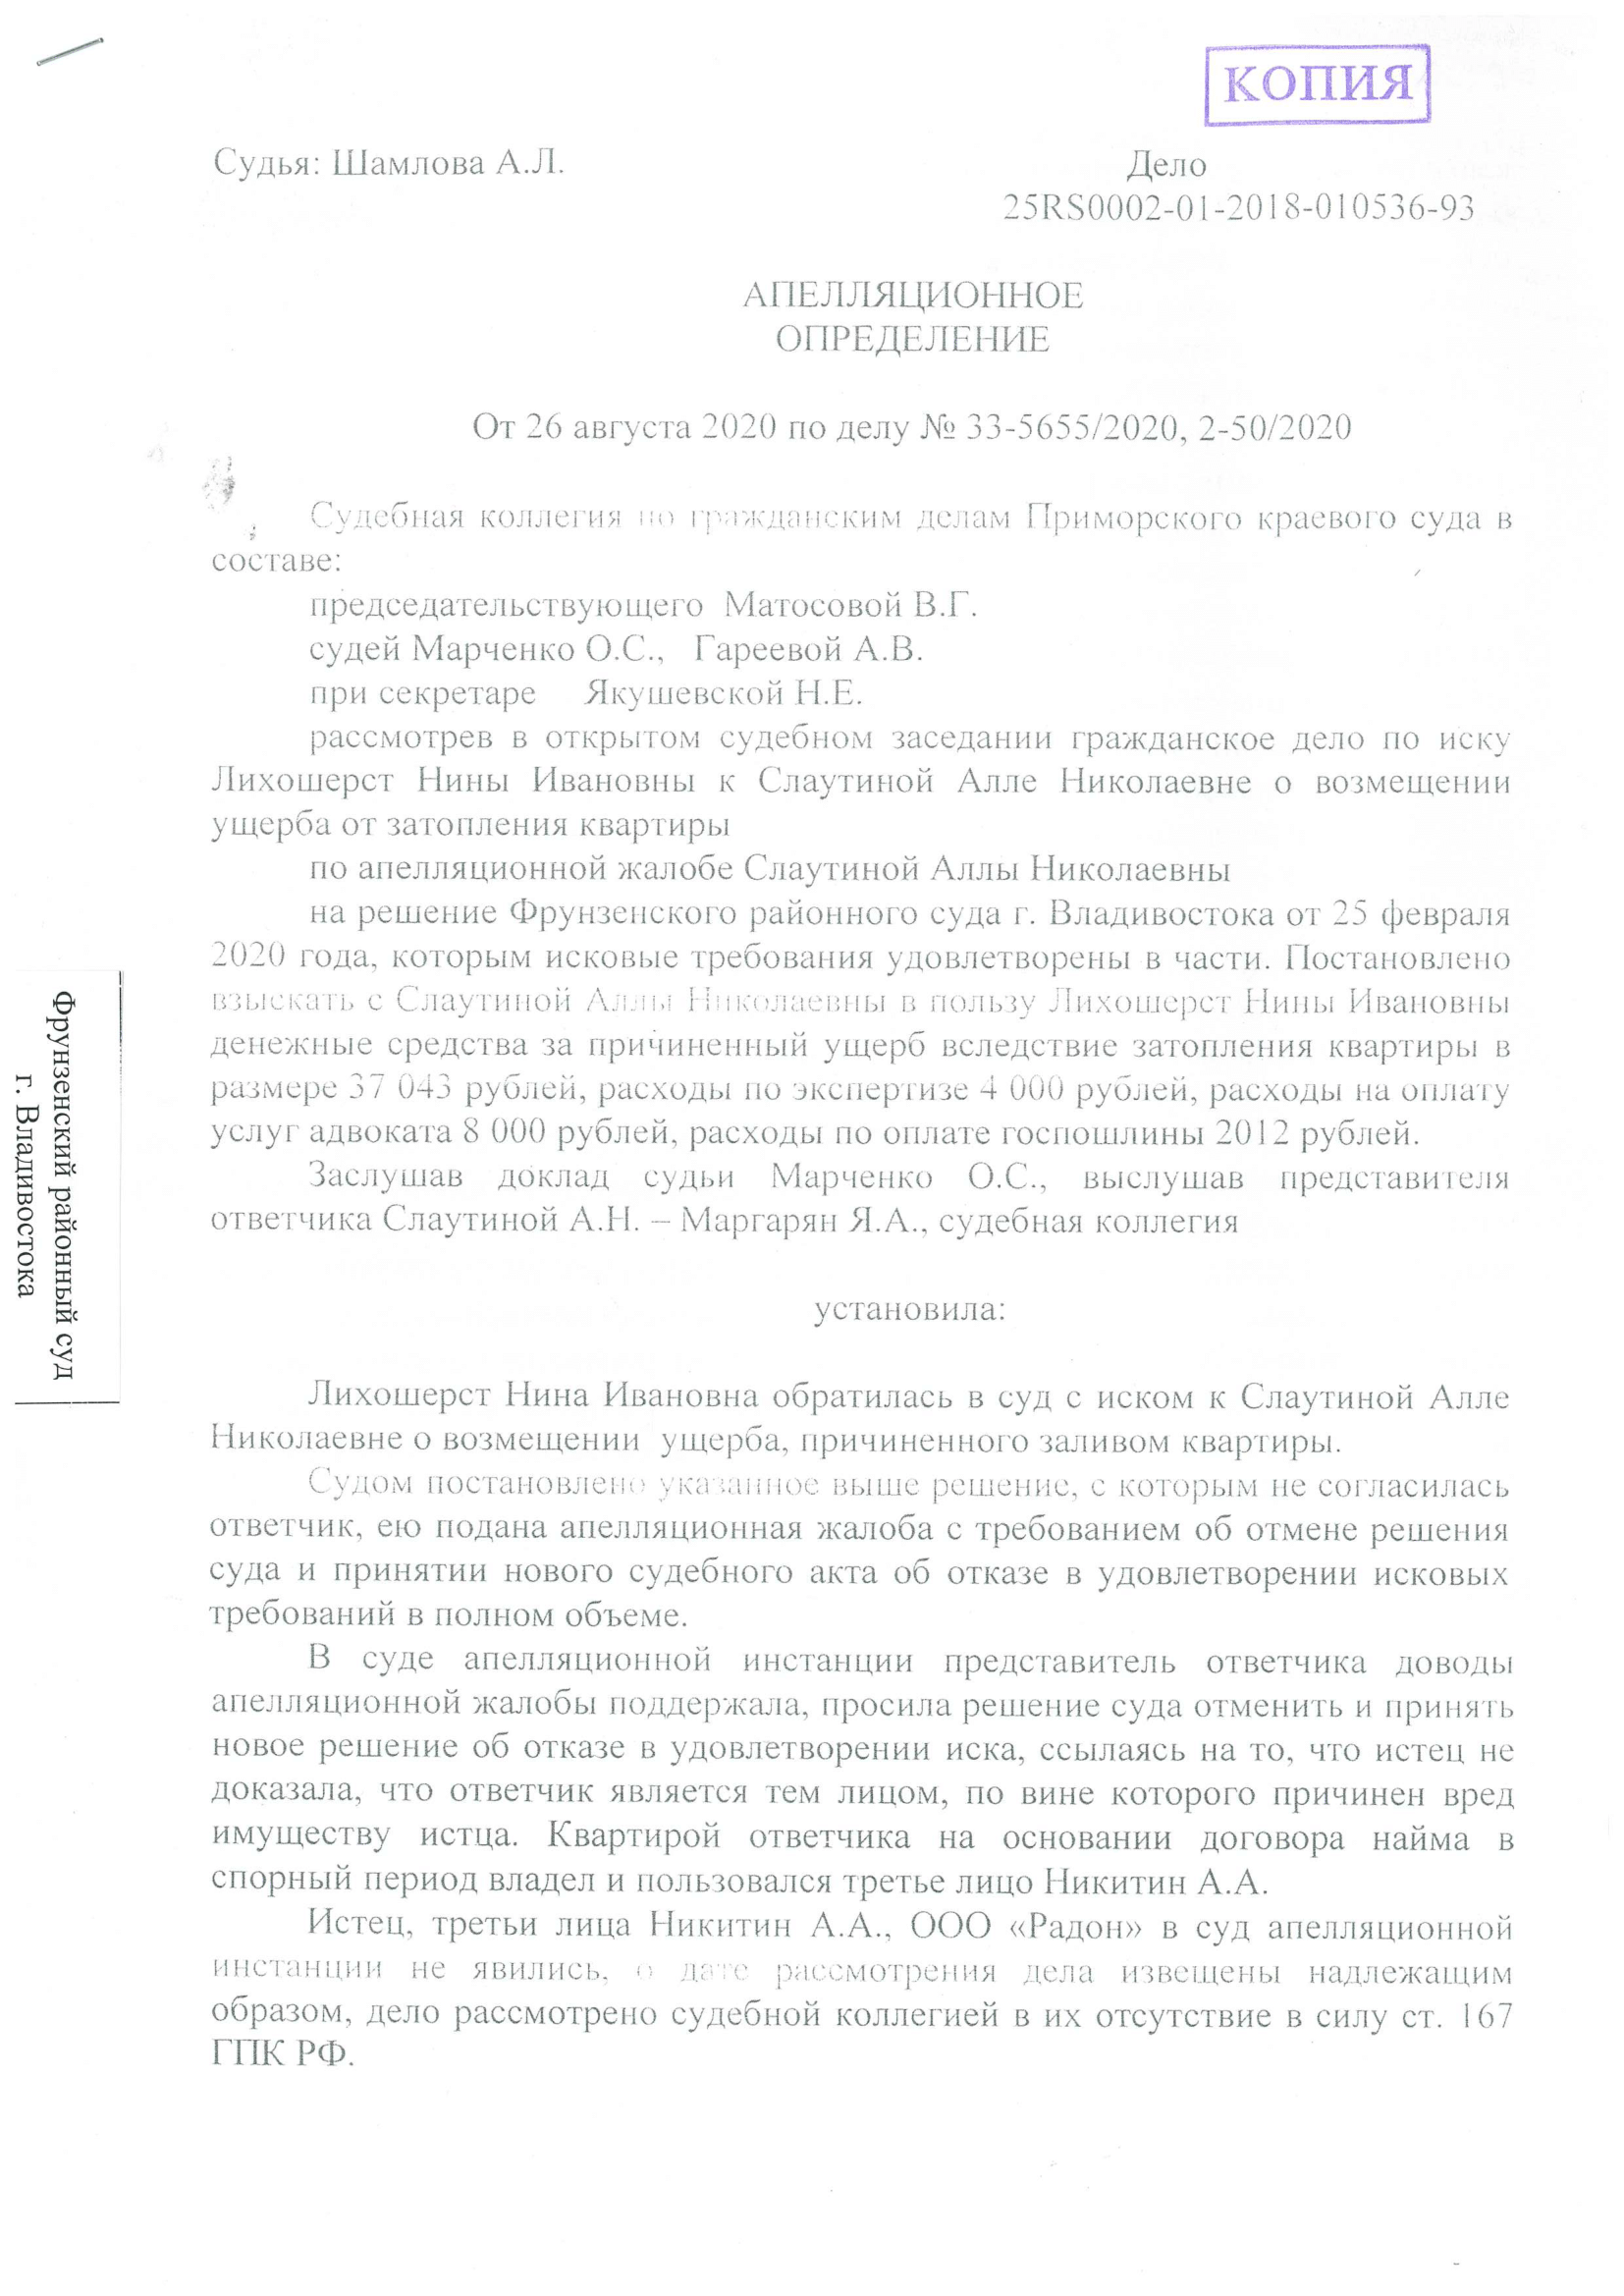 КОПИЯ
Судья: Шамлова А.Л.
Дело
25RS0002-01-2018-010536-93
АПЕЛЛЯЦИОННОЕ
ОПРЕДЕЛЕНИЕ
От 26 августа 2020 по делу № 33-5655/2020, 2-50/2020
Судебная коллегия по гражданским делам Приморского краевого суда в
составе:
председательствующего Матосовой В.Г.
судей Марченко О.С., Гареевой А.В.
при секретаре Якушевской Н.Е.
рассмотрев в открытом судебном заседании гражданское дело по иску
Лихошерст Нины Ивановны к Слаутиной Алле Николаевне о возмещении
ущерба от затопления квартиры
по апелляционной жалобе Слаутиной Аллы Николаевны
на решение Фрунзенского районного суда г. Владивостока от 25 февраля
2020 года, которым исковые требования удовлетворены в части. Постановлено
взыскать с Слаутиной Аллы Николаевны в пользу Лихошерст Нины Ивановны
денежные средства за причиненный ущерб вследствие затопления квартиры в
размере 37 043 рублей, расходы по экспертизе 4 000 рублей, расходы на оплату
услуг адвоката 8 000 рублей, расходы по оплате госпошлины 2012 рублей.
Заслушав доклад судьи Марченко О.С., выслушав представителя
ответчика Слаутиной А.Н. – Маргарян Я.А., судебная коллегия
установила:
Лихошерст Нина Ивановна обратилась в суд с иском к Слаутиной Алле
Николаевне о возмещении ущерба, причиненного заливом квартиры.
Судом постановлено указанное выше решение, с которым не согласилась
ответчик, ею подана апелляционная жалоба с требованием об отмене решения
суда и принятии нового судебного акта об отказе в удовлетворении исковых
требований в полном объеме.
В суде апелляционной инстанции представитель ответчика доводы
апелляционной жалобы поддержала, просила решение суда отменить и принять
новое решение об отказе в удовлетворении иска, ссылаясь на то, что истец не
доказала, что ответчик является тем лицом, по вине которого причинен вред
имуществу истца. Квартирой ответчика на основании договора найма в
спорный период владел и пользовался третье лицо Никитин А.А.
Истец, третьи лица Никитин А.А., ООО «Радон» в суд апелляционной
инстанции не явились, о дате рассмотрения дела извещены надлежащим
образом, дело рассмотрено судебной коллегией в их отсутствие в силу ст. 167
ГПК РФ.
Фрунзенский районный суд
г. Владивостока